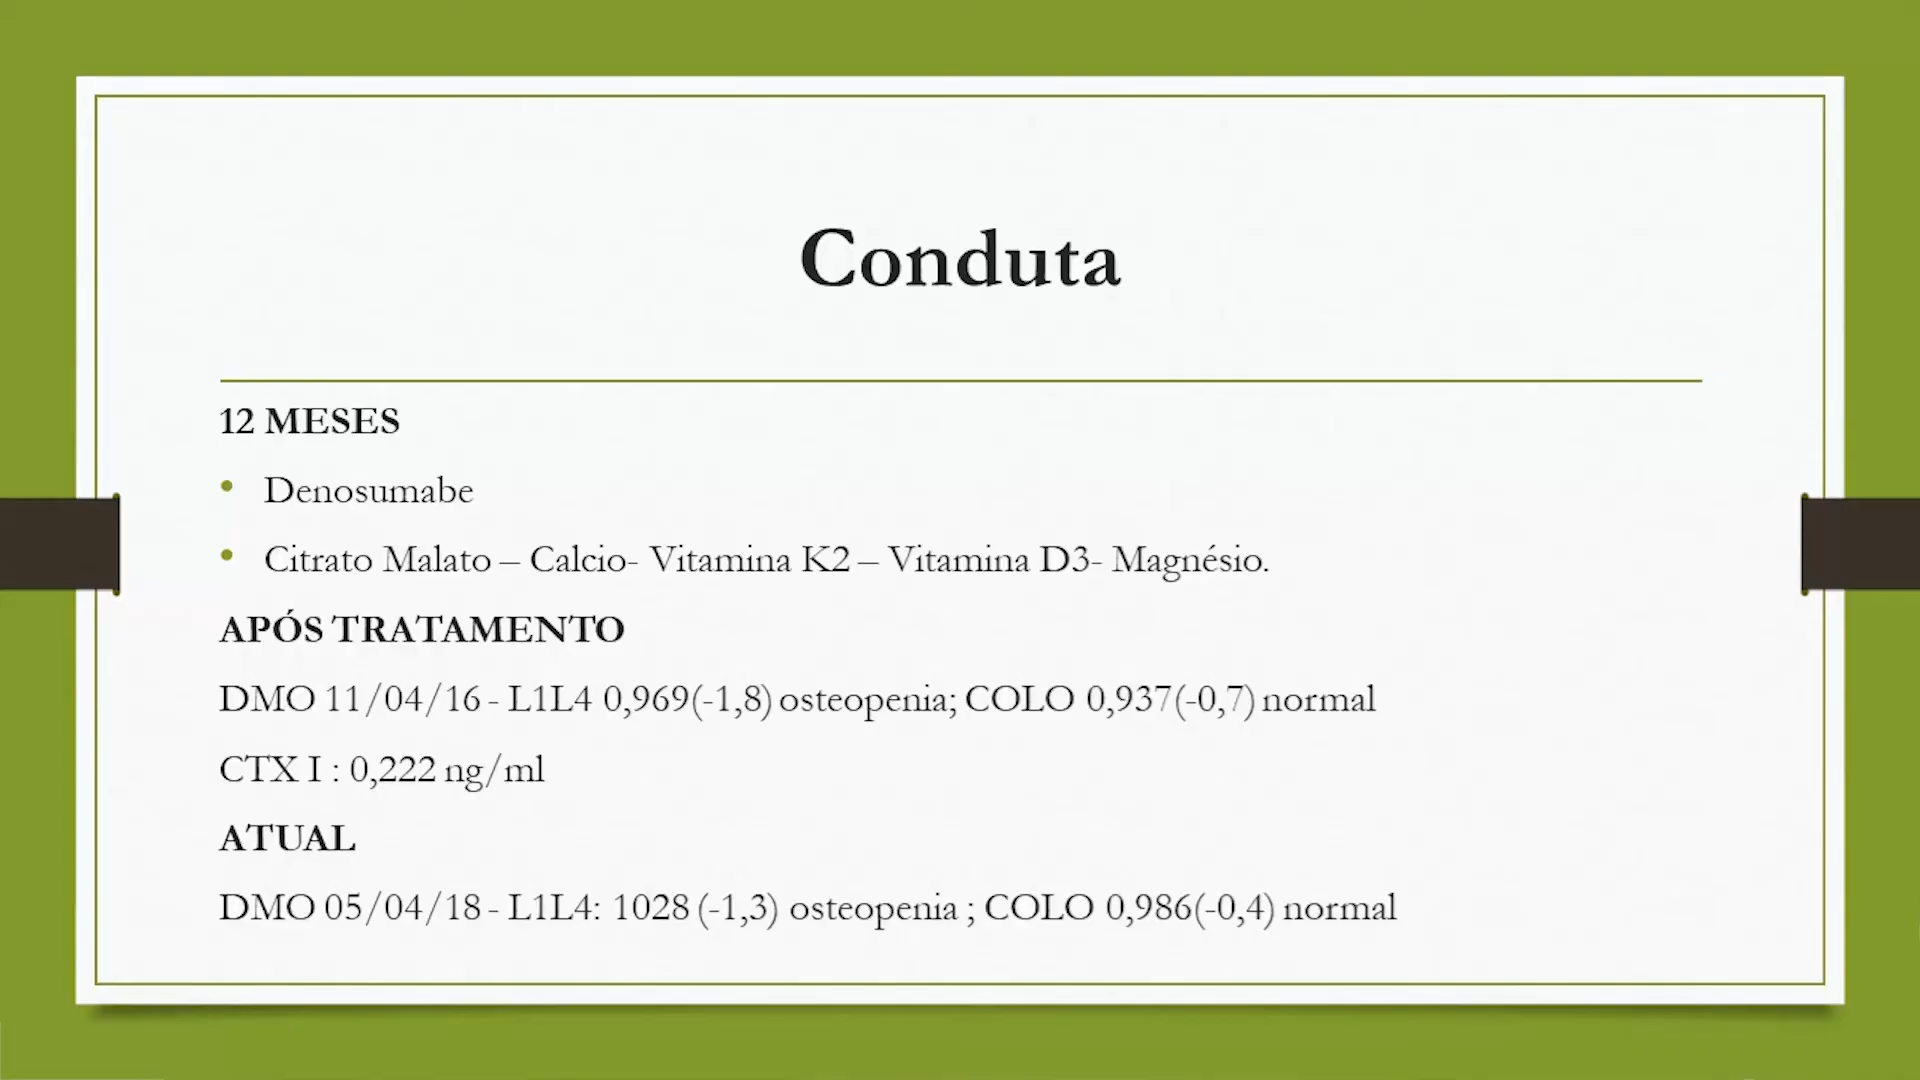 Conduta
12 MESES
• Denosumabe
• Citrato Malato – Calcio- Vitamina K2 – Vitamina D3- Magnésio.
APÓS TRATAMENTO
DMO 11/04/16 - L1L4 0,969(-1,8) osteopenia; COLO 0,937(-0,7) normal
CTX I : 0,222 ng/ml
ATUAL
DMO 05/04/18 - L1L4: 1028 (-1,3) osteopenia ; COLO 0,986(-0,4) normal